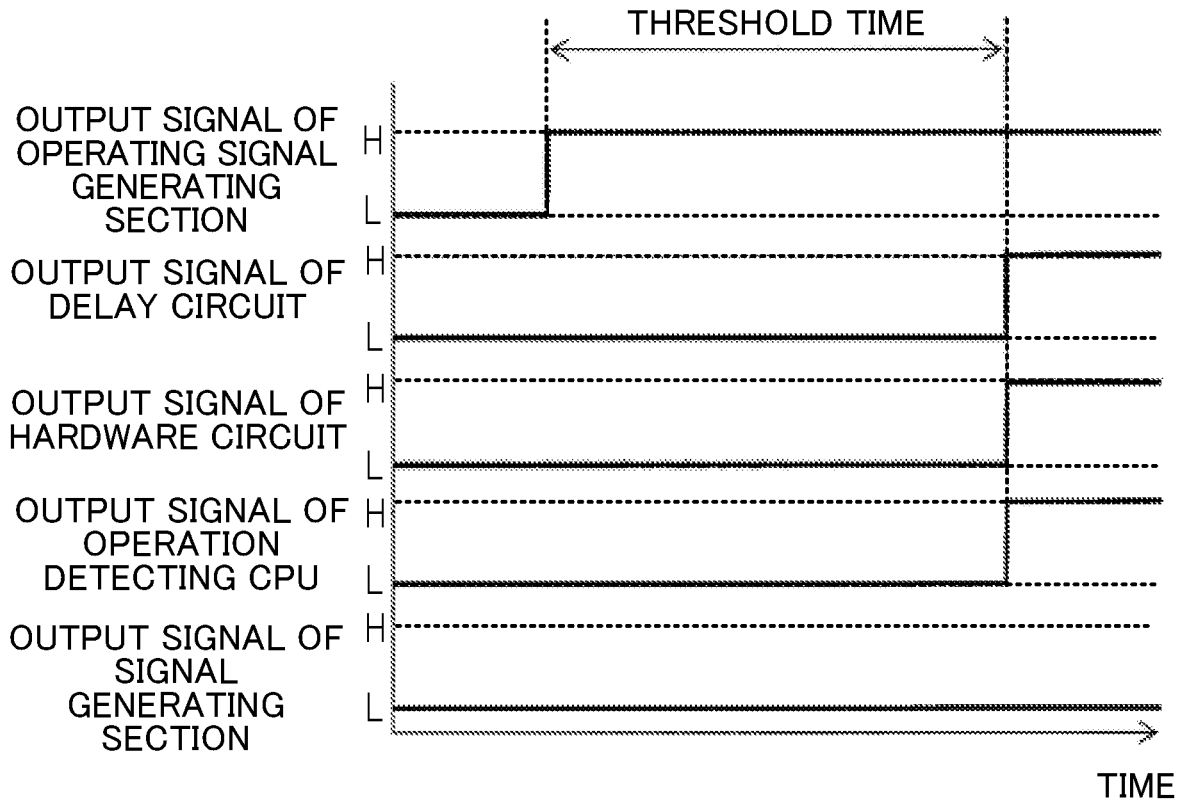 THRESHOLD TIME
OUTPUT SIGNAL OF
OPERATING SIGNAL
GENERATING
SECTION
H
L
OUTPUT SIGNAL OF
DELAY CIRCUIT
H
L
OUTPUT SIGNAL OF
HARDWARE CIRCUIT
H
L
OUTPUT SIGNAL OF
OPERATION
DETECTING CPU
H
L
OUTPUT SIGNAL OF
SIGNAL
GENERATING
SECTION
H
L
TIME